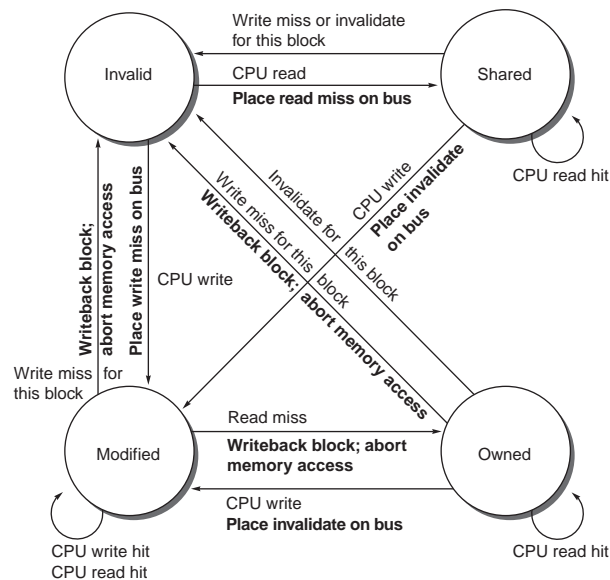 Write miss or invalidate
for this block
Invalid
CPU read
Place read miss on bus
Shared
CPU read hit
CPU write
Place invalidate
on bus
Invalidate for this block
Write miss for this block
Writeback block; abort memory access
Writeback block;
abort memory access
Place write miss on bus
CPU write
Write miss for
this block
Modified
Read miss
Writeback block; abort
memory access
Owned
CPU write
Place invalidate on bus
CPU write hit
CPU read hit
CPU read hit